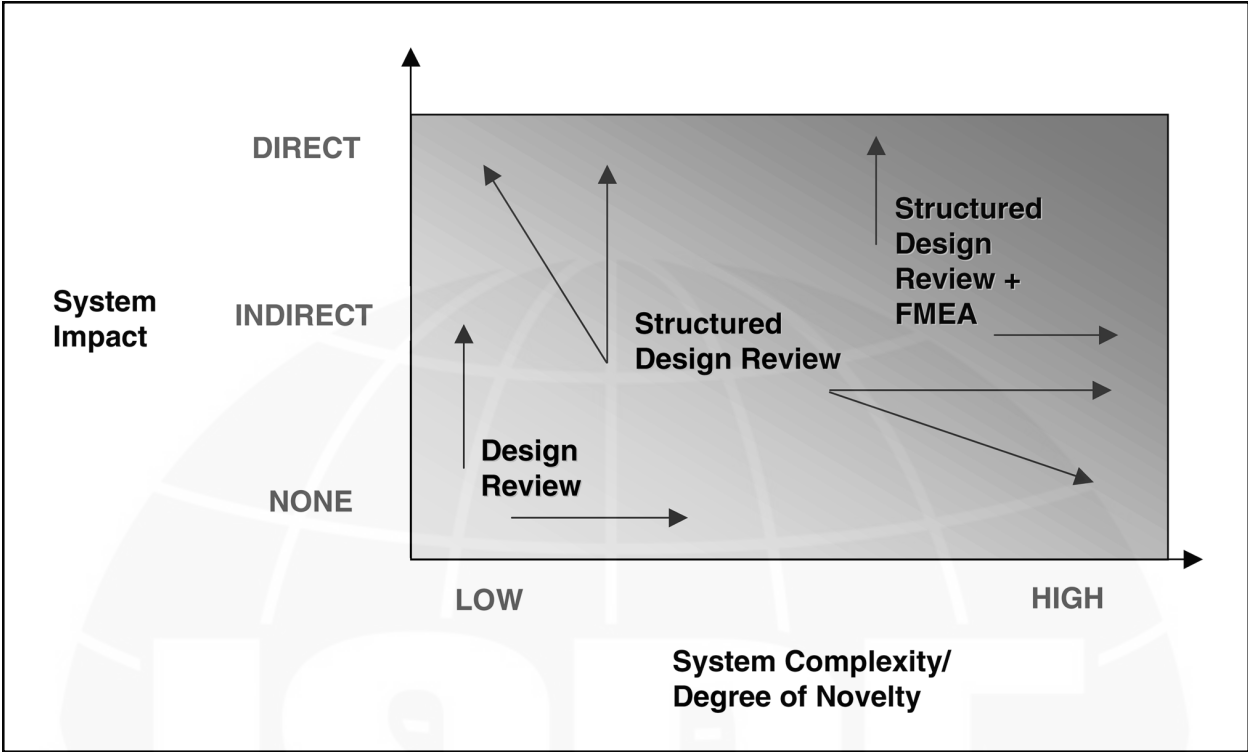 DIRECT
Structured
Design
Review +
FMEA
System
Impact
INDIRECT
Structured
Design Review
Design
Review
NONE
LOW
HIGH
System Complexity/
Degree of Novelty
ISPE